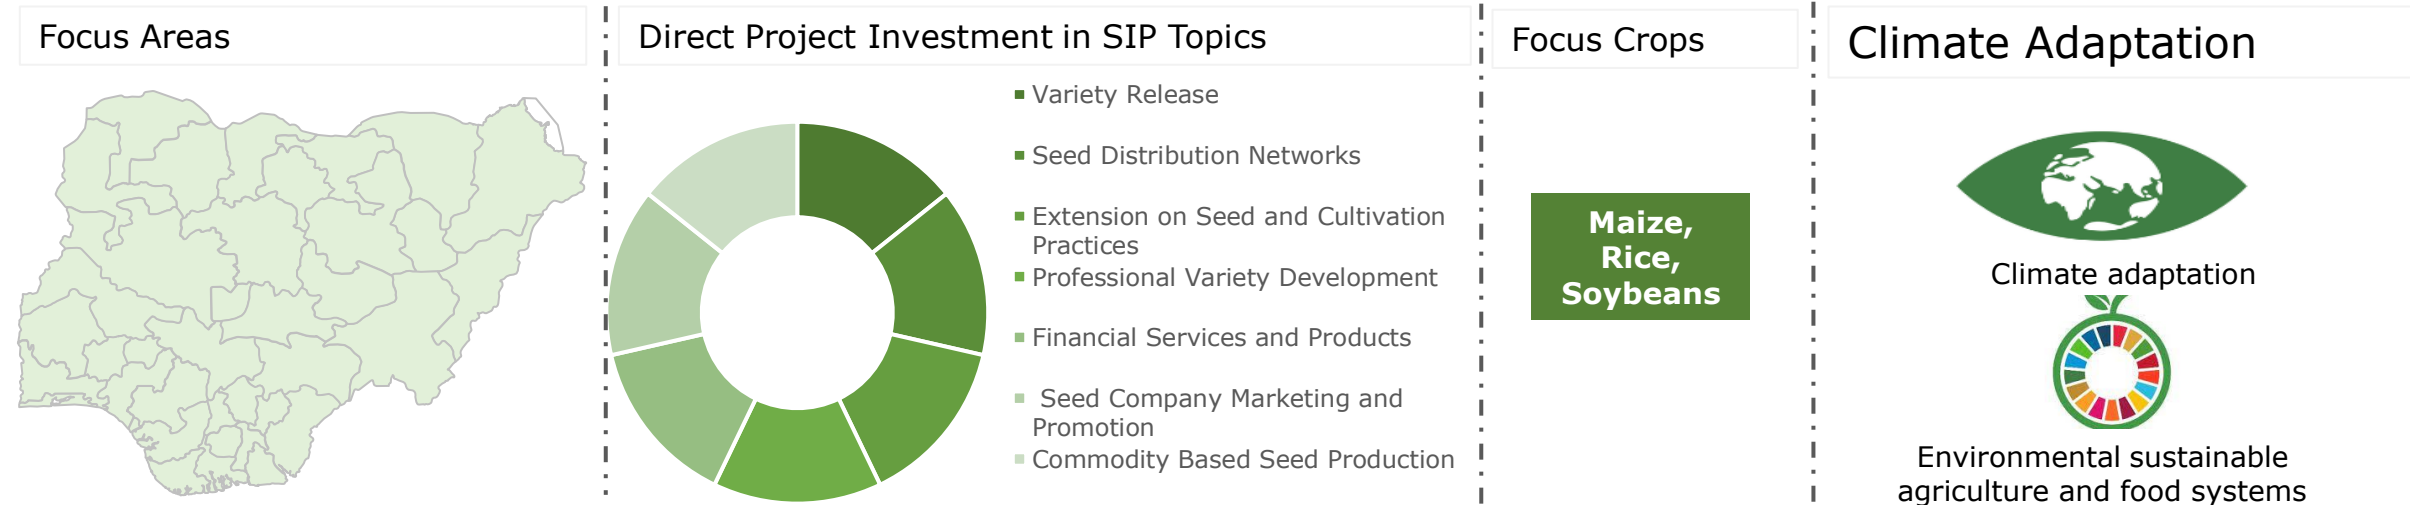 Focus Areas
Direct Project Investment in SIP Topics
Variety Release
Seed Distribution Networks
Extension on Seed and Cultivation
Practices
Professional Variety Development
Financial Services and Products
Seed Company Marketing and
Promotion
Commodity Based Seed Production
Focus Crops
Maize,
Rice,
Soybeans
Climate Adaptation
Climate adaptation
Environmental sustainable
agriculture and food systems